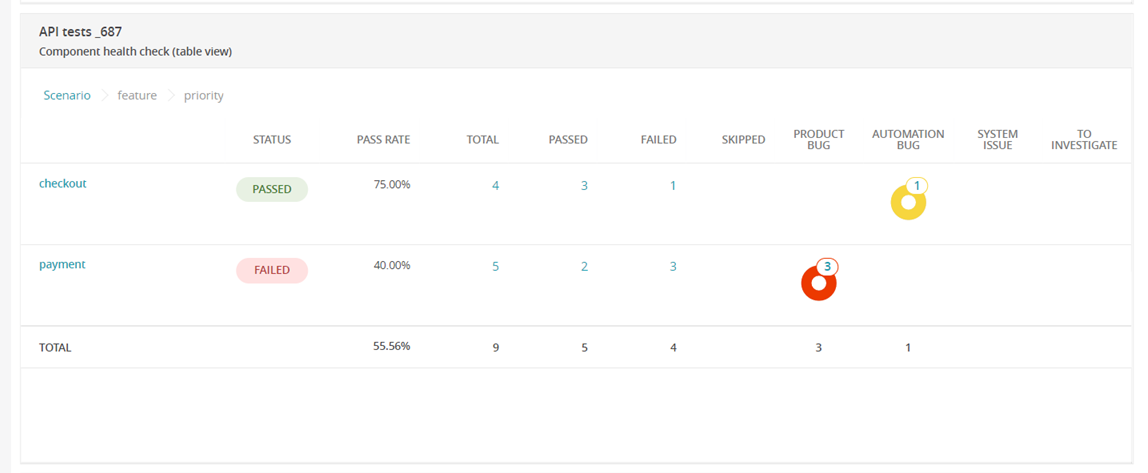 API tests _687
Component health check (table view)
Scenario feature priority
STATUS PASS RATE TOTAL PASSED FAILED SKIPPED PRODUCT BUG AUTOMATION BUG SYSTEM ISSUE TO INVESTIGATE
checkout PASSED 75.00% 4 3 1 1
payment FAILED 40.00% 5 2 3 3
TOTAL 55.56% 9 5 4 3 1